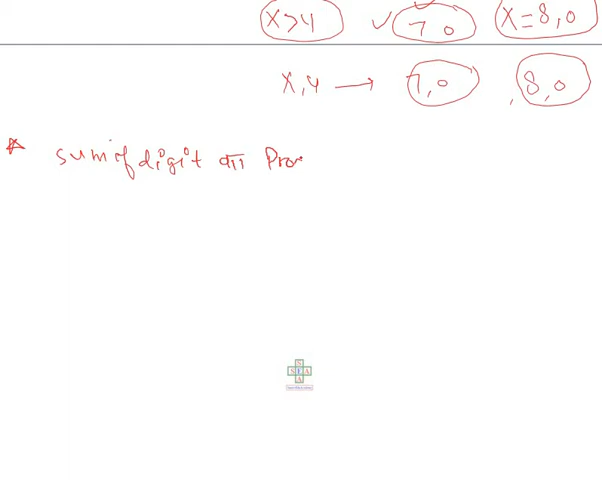 X>4 ✓ 7 0 X=8,0
X,4 → 7,0 , 8,0
☆ sum of digit का Pro
S
S E A
A